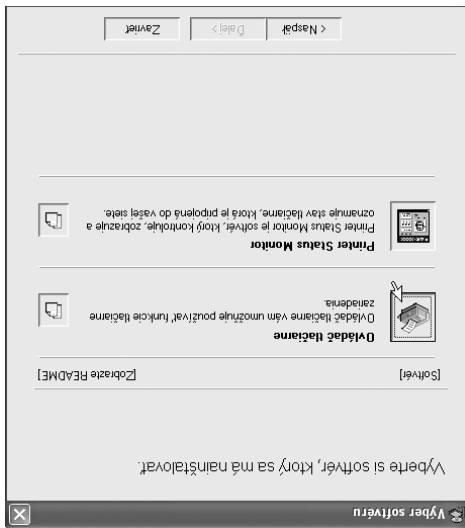 Výber softvéru
Vyberte si softvér, ktorý sa má nainštalovať.
[Softvér] [Zobrazte README]
Ovládač tlačiarne
Ovládač tlačiarne vám umožňuje používať funkcie tlačiarne
zariadenia.
Printer Status Monitor
Printer Status Monitor je softvér, ktorý kontroluje, zobrazuje a
oznamuje stav tlačiarne, ktorá je pripojená do vašej siete.
< Naspäť Ďalej > Zavrieť